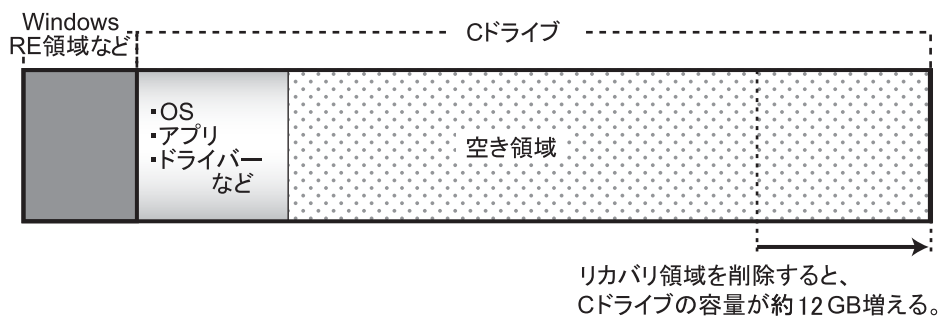 Windows
RE領域など
Cドライブ
・OS
・アプリ
・ドライバー
など
空き領域
リカバリ領域を削除すると、
Cドライブの容量が約12GB増える。